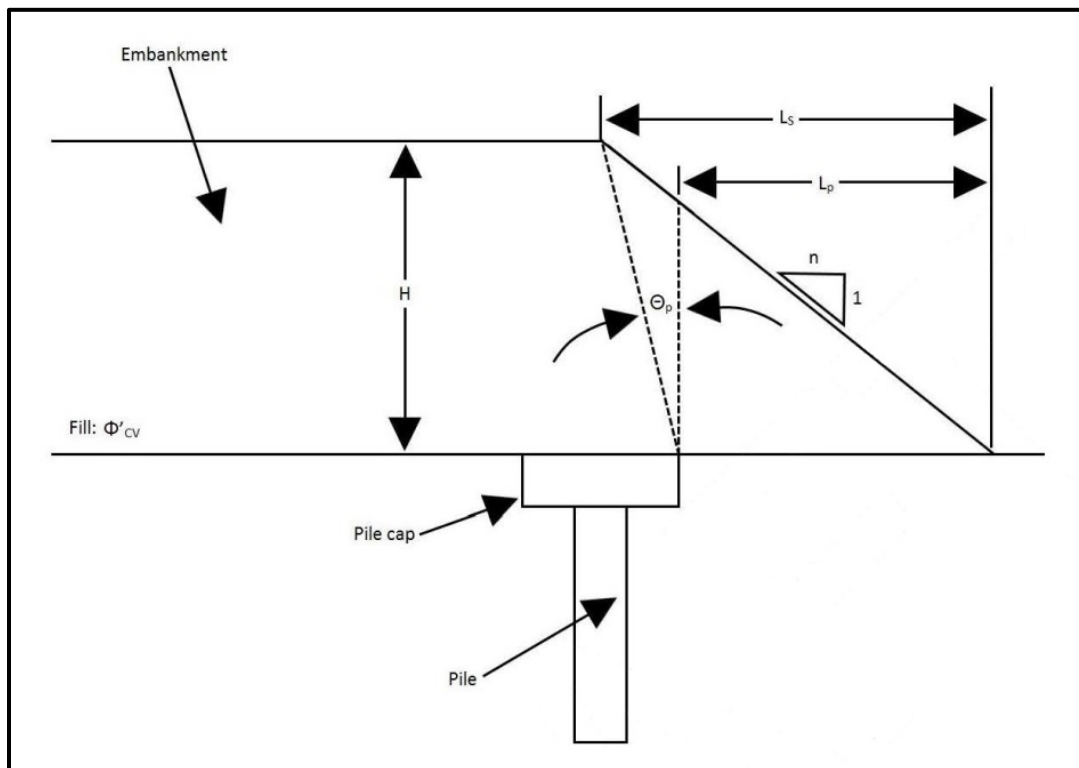 Embankment
Lₛ
Lₚ
n
1
H
Θₚ
Fill: Φ'CV
Pile cap
Pile